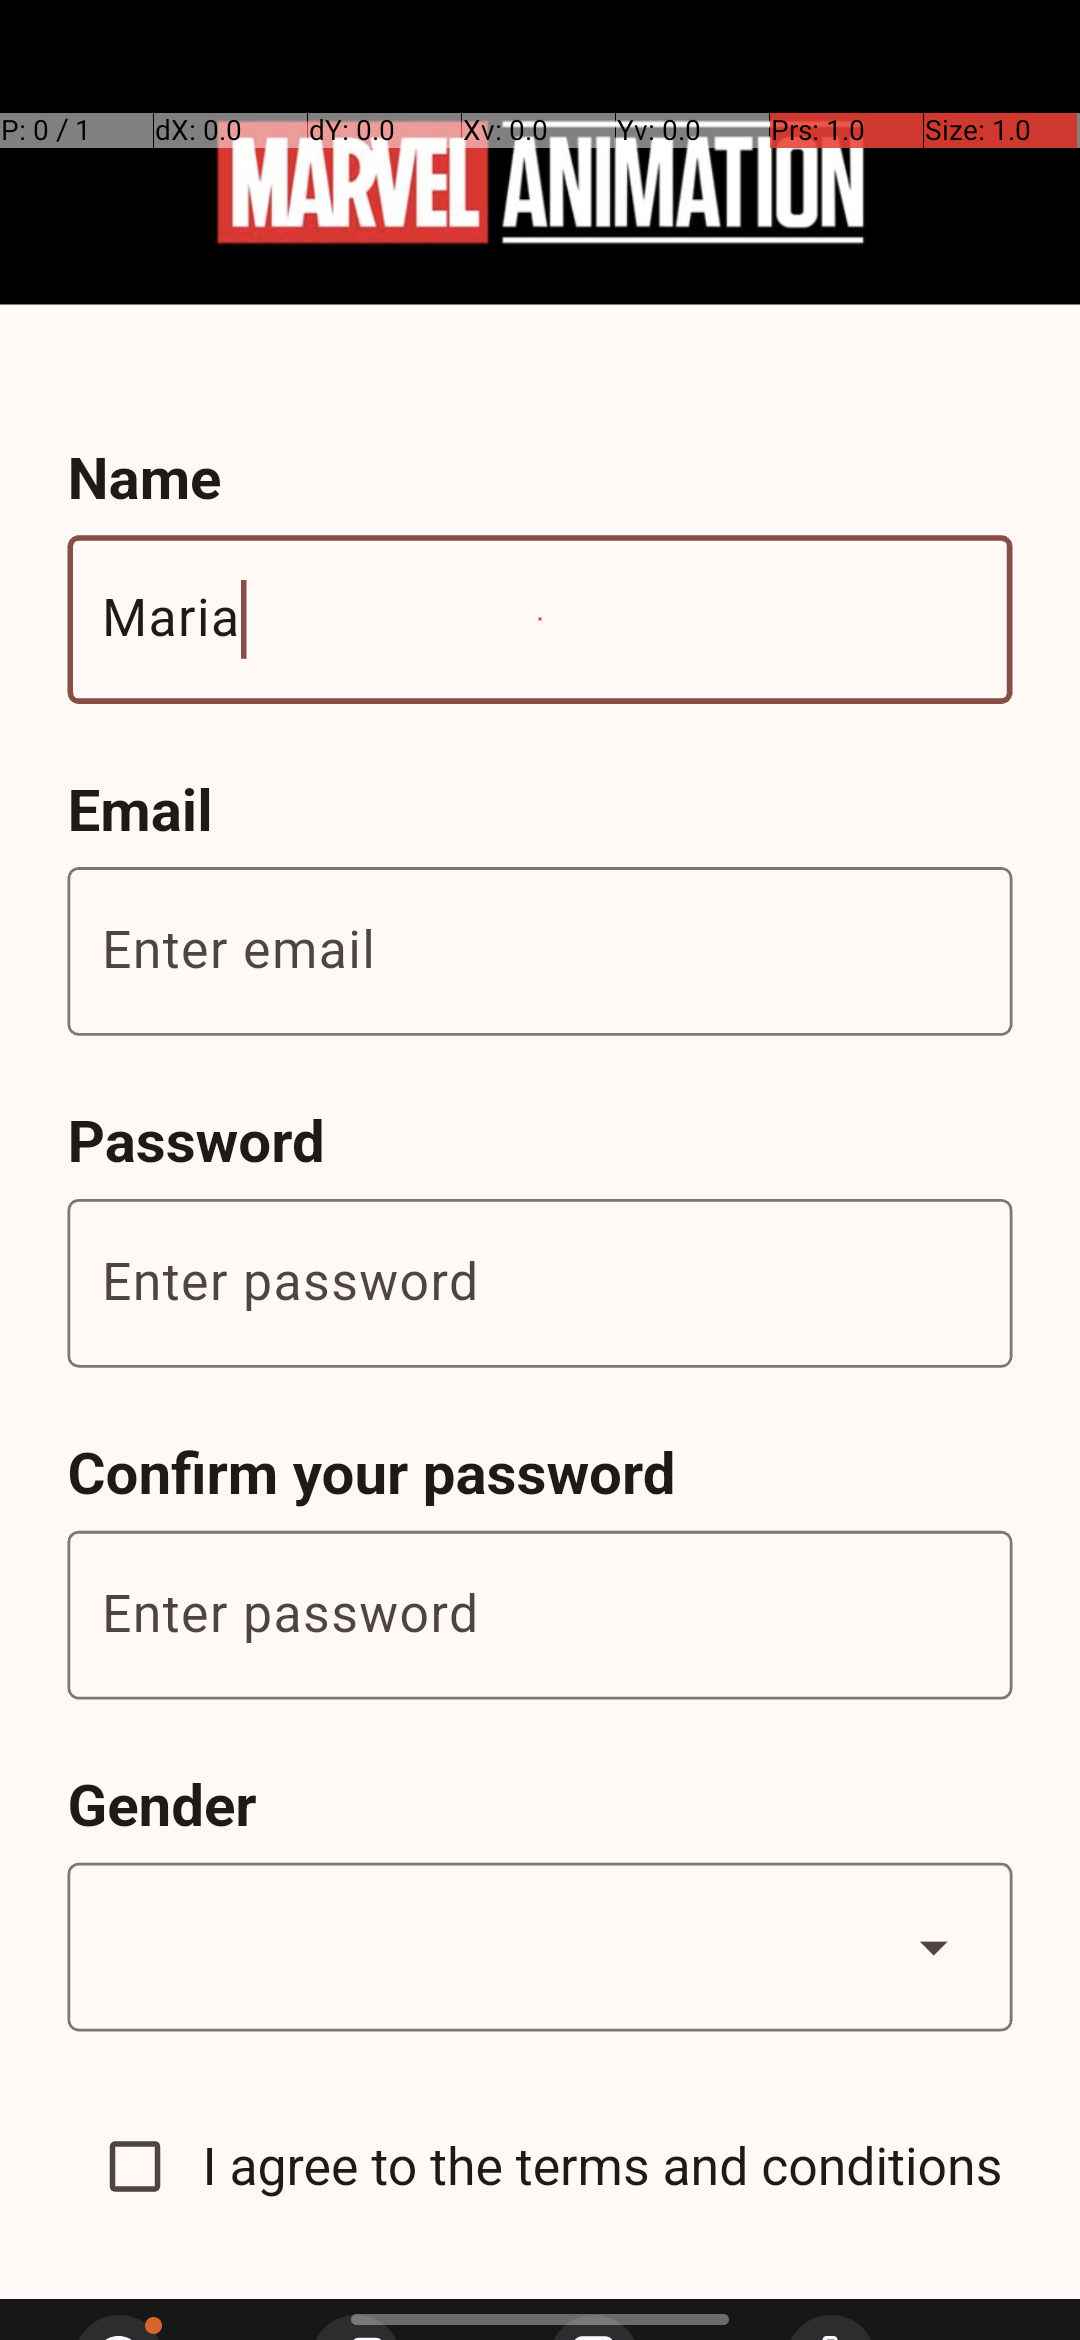 P: 0 / 1 dX: 0.0 dY: 0.0 Xv: 0.0 Yv: 0.0 Prs: 1.0 Size: 1.0
MARVEL ANIMATION
Name
Maria
Email
Enter email
Password
Enter password
Confirm your password
Enter password
Gender
I agree to the terms and conditions